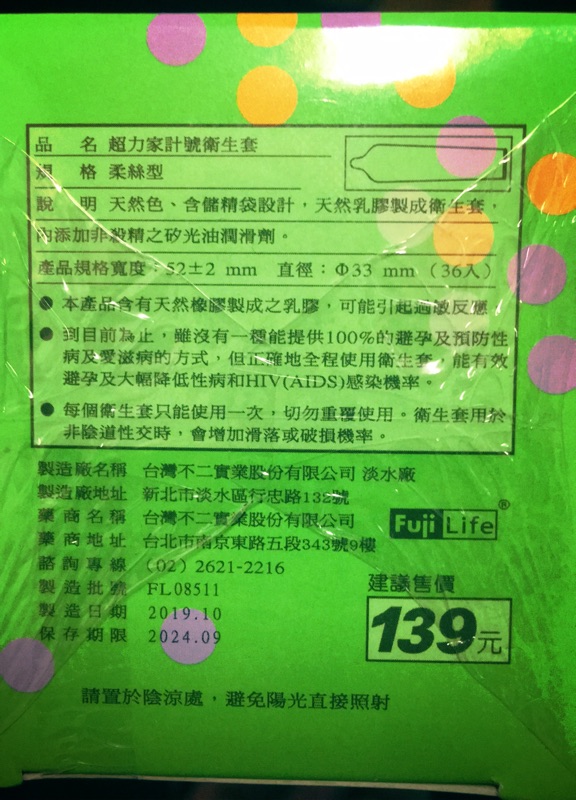 品 名 超力家計號衛生套
規 格 柔絲型
說 明 天然色、含儲精袋設計，天然乳膠製成衛生套，
內添加非殺精之矽光油潤滑劑。
產品規格寬度：52±2 mm 直徑：Φ33 mm（36入）
● 本產品含有天然橡膠製成之乳膠，可能引起過敏反應！
● 到目前為止，雖沒有一種能提供100%的避孕及預防性
病及愛滋病的方式，但正確地全程使用衛生套，能有效
避孕及大幅降低性病和HIV(AIDS)感染機率。
● 每個衛生套只能使用一次，切勿重覆使用。衛生套用於
非陰道性交時，會增加滑落或破損機率。
製造廠名稱 台灣不二實業股份有限公司 淡水廠
製造廠地址 新北市淡水區行忠路132號
藥商名稱 台灣不二實業股份有限公司
藥商地址 台北市南京東路五段343號9樓
Fuji Life®
諮詢專線 （02）2621-2216
製造批號 FL08511
製造日期 2019.10
保存期限 2024.09
建議售價
139元
請置於陰涼處，避免陽光直接照射